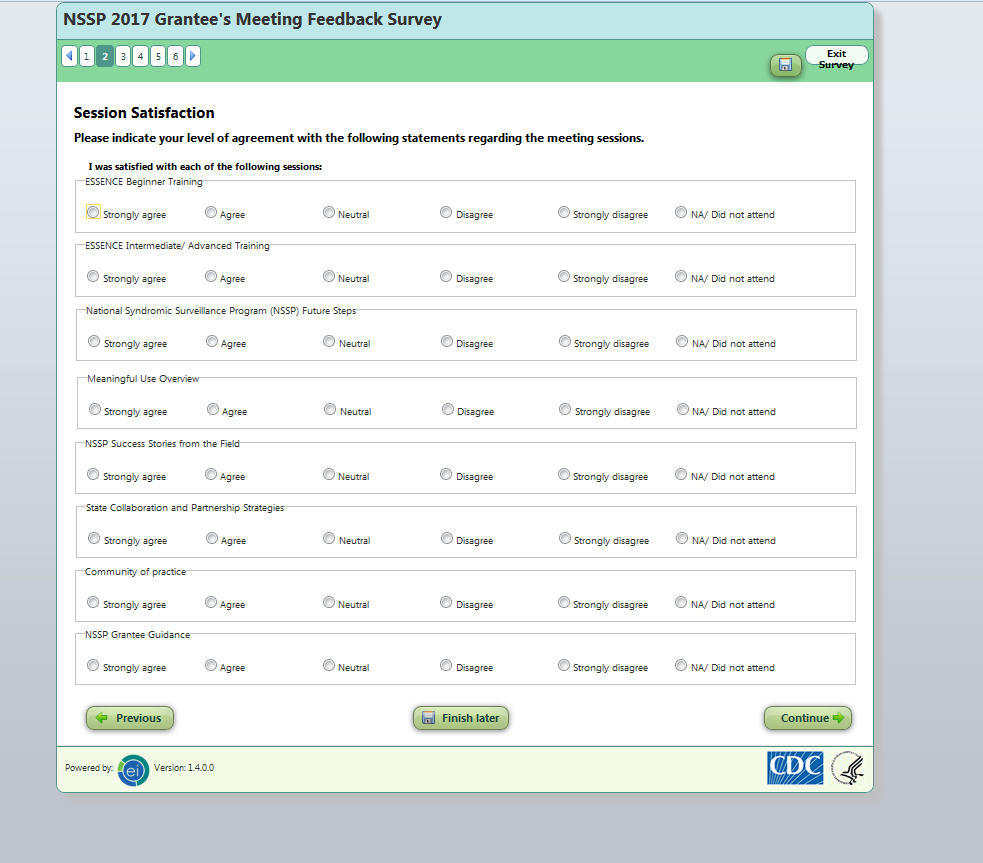 NSSP 2017 Grantee's Meeting Feedback Survey
1 2 3 4 5 6
Exit
Survey
Session Satisfaction
Please indicate your level of agreement with the following statements regarding the meeting sessions.
I was satisfied with each of the following sessions:
ESSENCE Beginner Training
Strongly agree Agree Neutral Disagree Strongly disagree NA/ Did not attend
ESSENCE Intermediate/ Advanced Training
Strongly agree Agree Neutral Disagree Strongly disagree NA/ Did not attend
National Syndromic Surveillance Program (NSSP) Future Steps
Strongly agree Agree Neutral Disagree Strongly disagree NA/ Did not attend
Meaningful Use Overview
Strongly agree Agree Neutral Disagree Strongly disagree NA/ Did not attend
NSSP Success Stories from the Field
Strongly agree Agree Neutral Disagree Strongly disagree NA/ Did not attend
State Collaboration and Partnership Strategies
Strongly agree Agree Neutral Disagree Strongly disagree NA/ Did not attend
Community of practice
Strongly agree Agree Neutral Disagree Strongly disagree NA/ Did not attend
NSSP Grantee Guidance
Strongly agree Agree Neutral Disagree Strongly disagree NA/ Did not attend
Previous Finish later Continue
Powered by: ei Version: 1.4.0.0 CDC